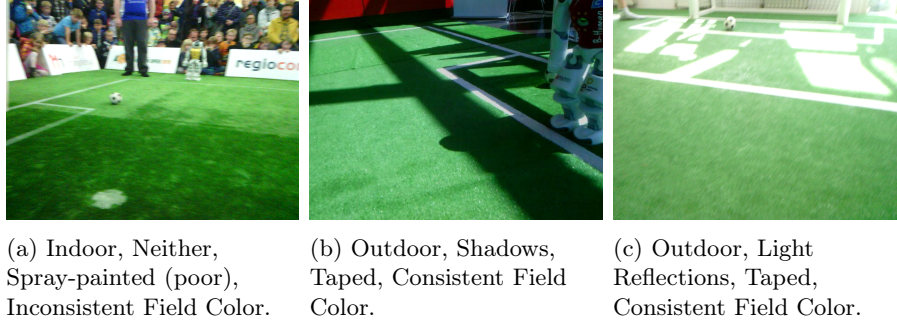 regiocom
(a) Indoor, Neither,
Spray-painted (poor),
Inconsistent Field Color.
(b) Outdoor, Shadows,
Taped, Consistent Field
Color.
(c) Outdoor, Light
Reflections, Taped,
Consistent Field Color.